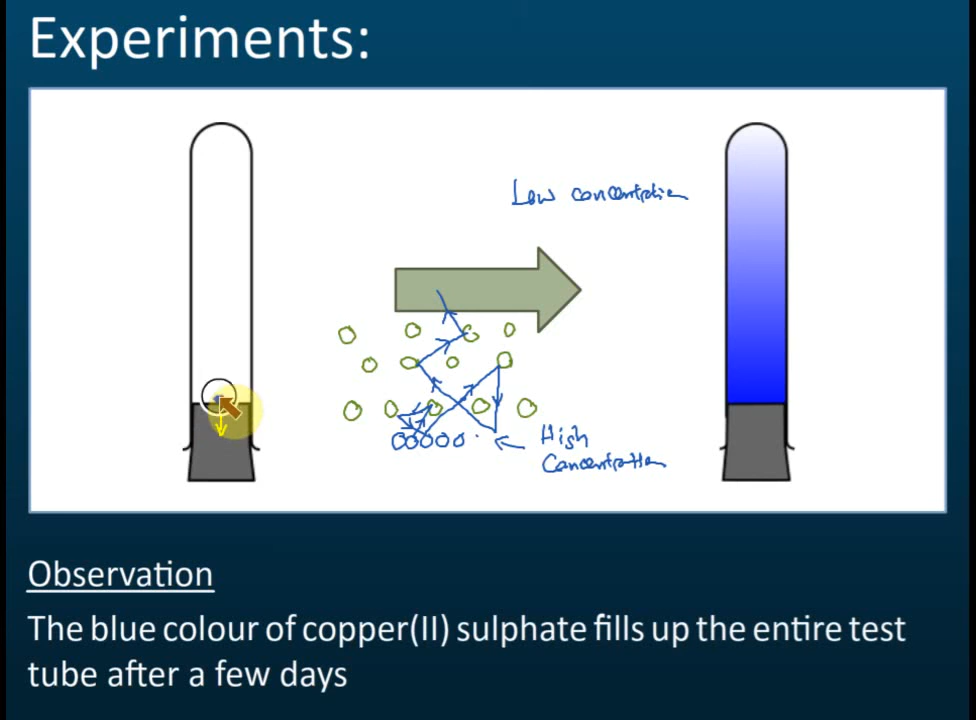 Experiments:
Low concentration
High
Concentration
Observation
The blue colour of copper(II) sulphate fills up the entire test
tube after a few days